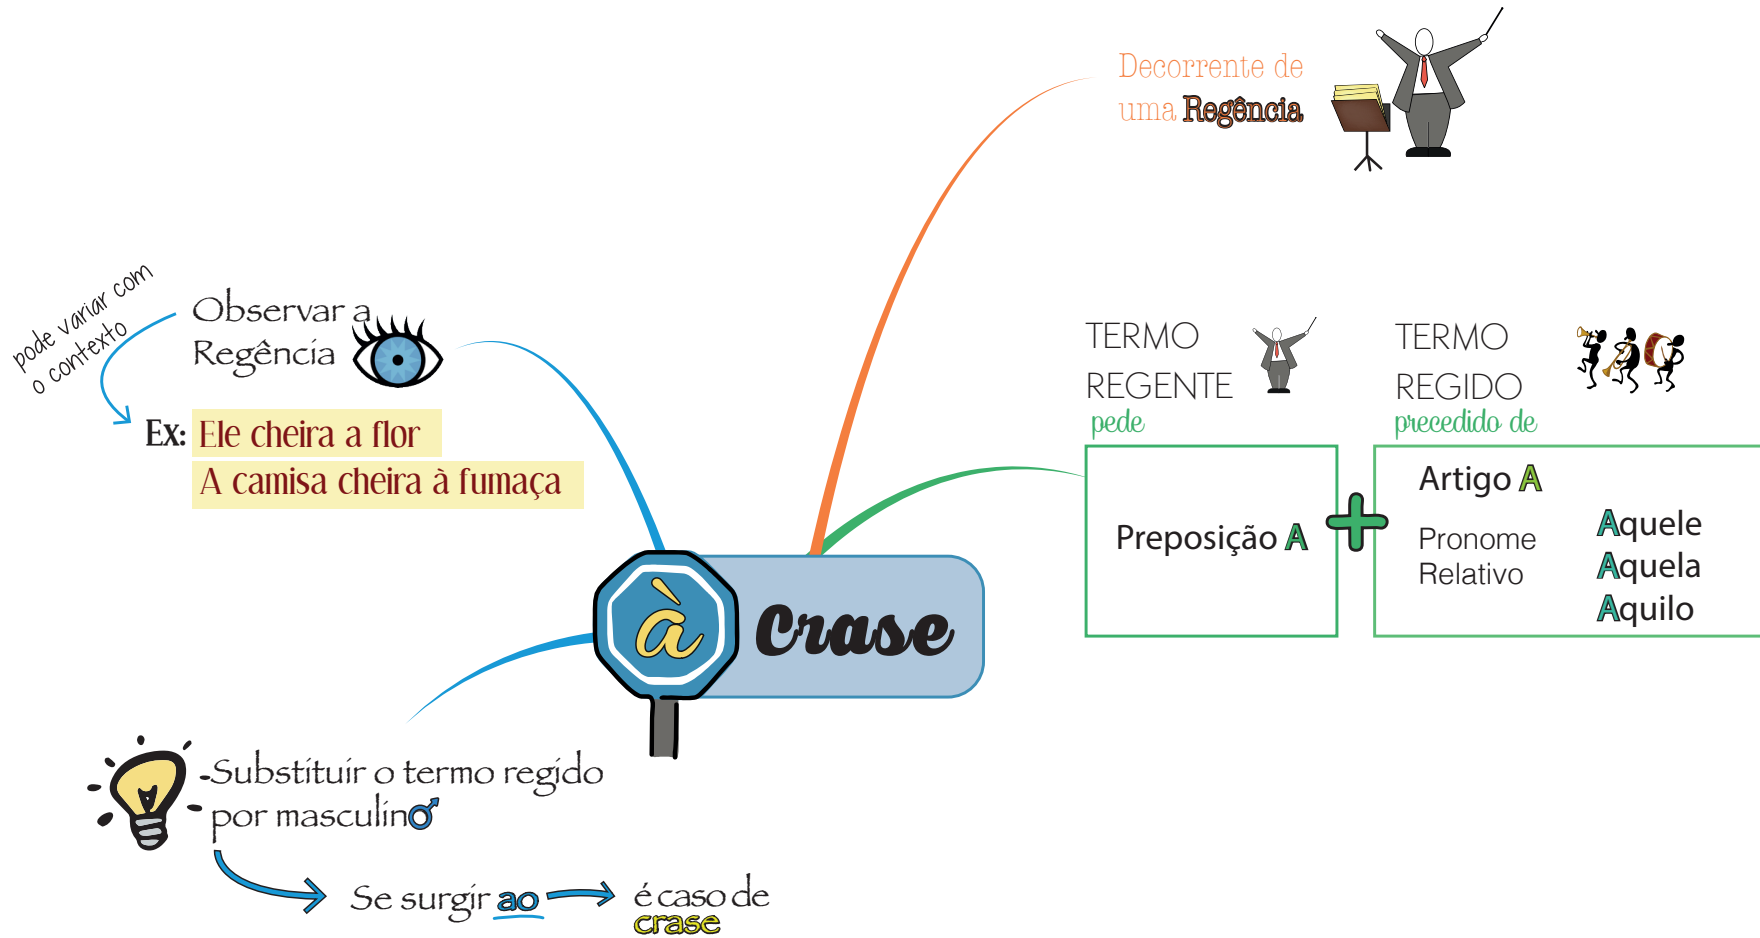 Decorrente de
uma Regência
pode variar com
o contexto
Observar a
Regência
Ex: Ele cheira a flor
A camisa cheira à fumaça
TERMO
REGENTE
pede
Preposição A
+
TERMO
REGIDO
precedido de
Artigo A
Pronome
Relativo
Aquele
Aquela
Aquilo
à Crase
-Substituir o termo regido
por masculino
Se surgir ao
é caso de
crase